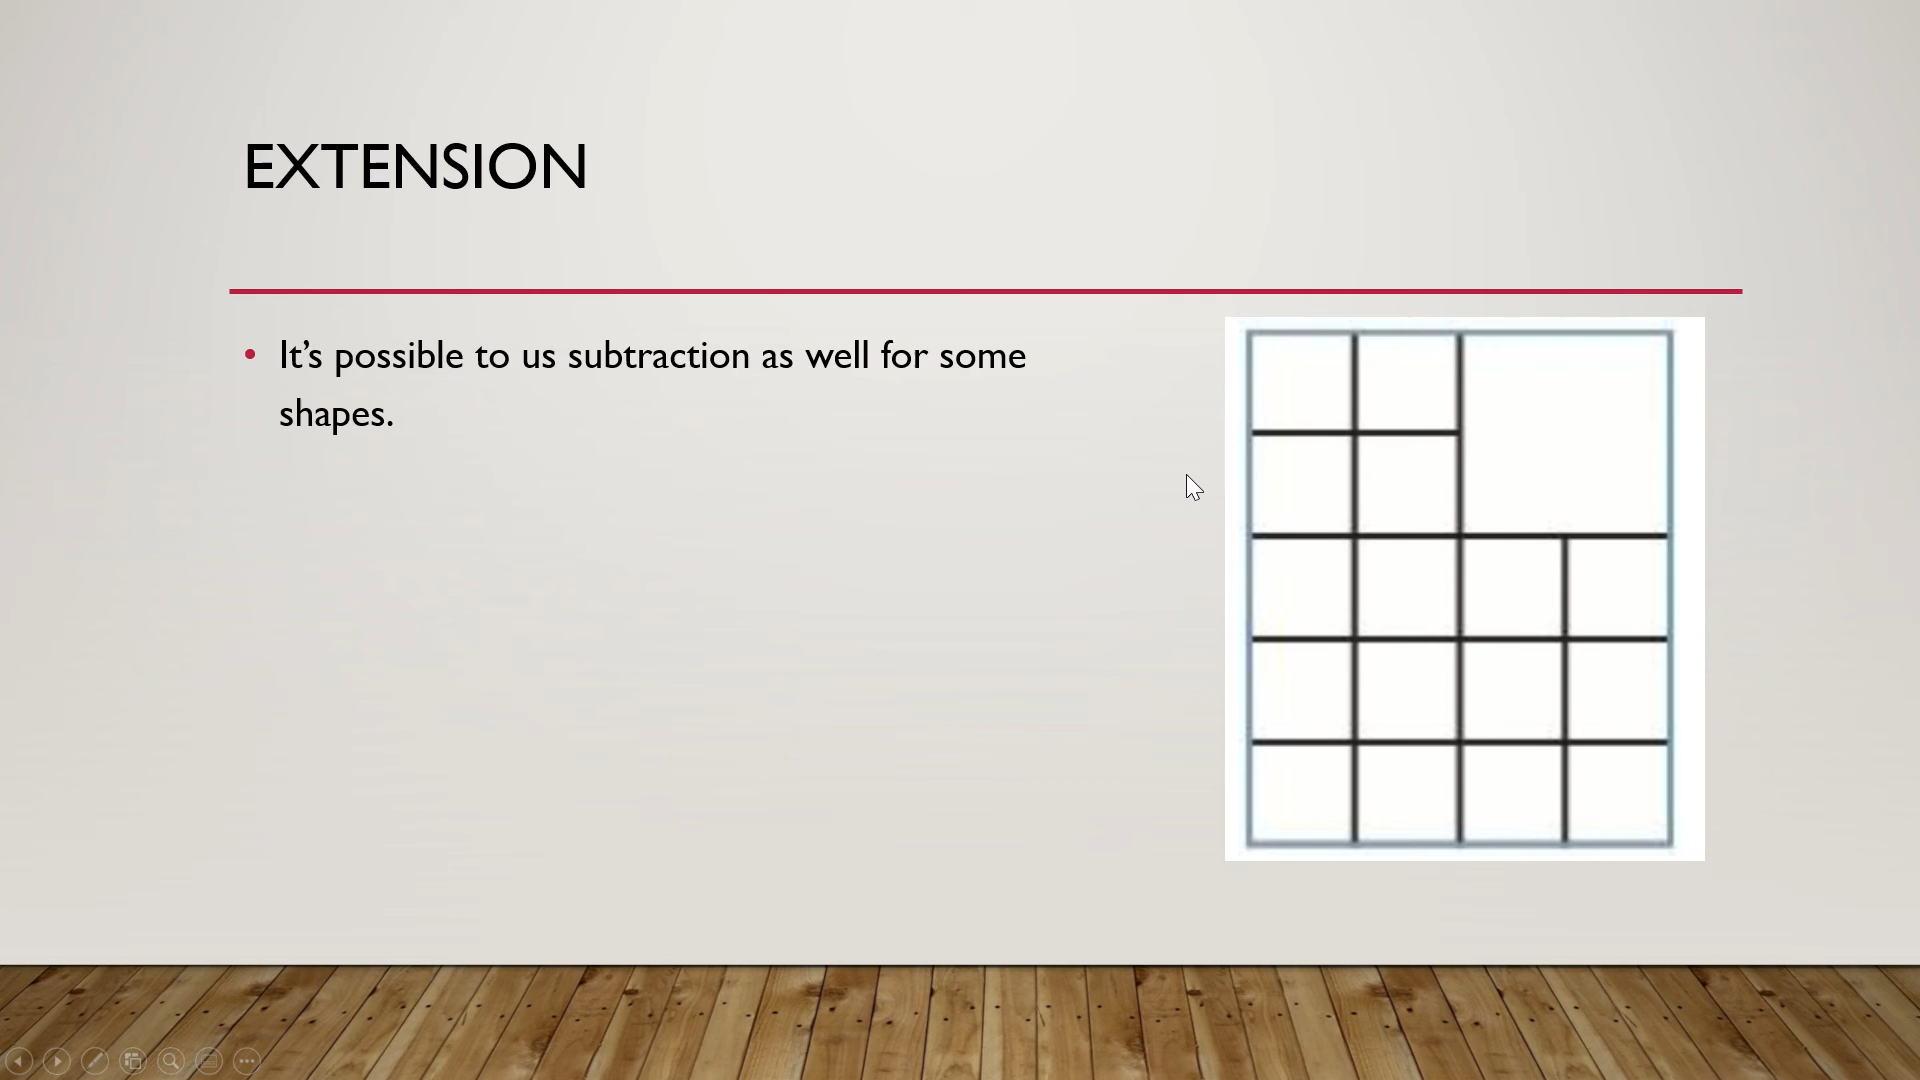 EXTENSION
• It’s possible to us subtraction as well for some
shapes.